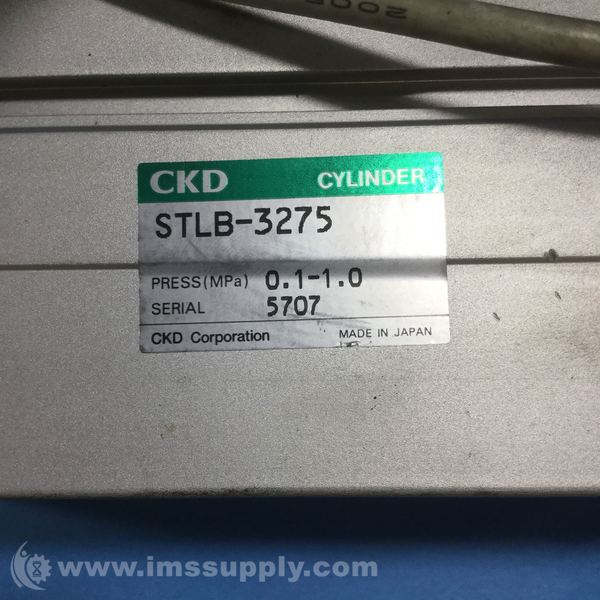 CKD CYLINDER
STLB-3275
PRESS(MPa) 0.1-1.0
SERIAL 5707
CKD Corporation MADE IN JAPAN
www.imssupply.com